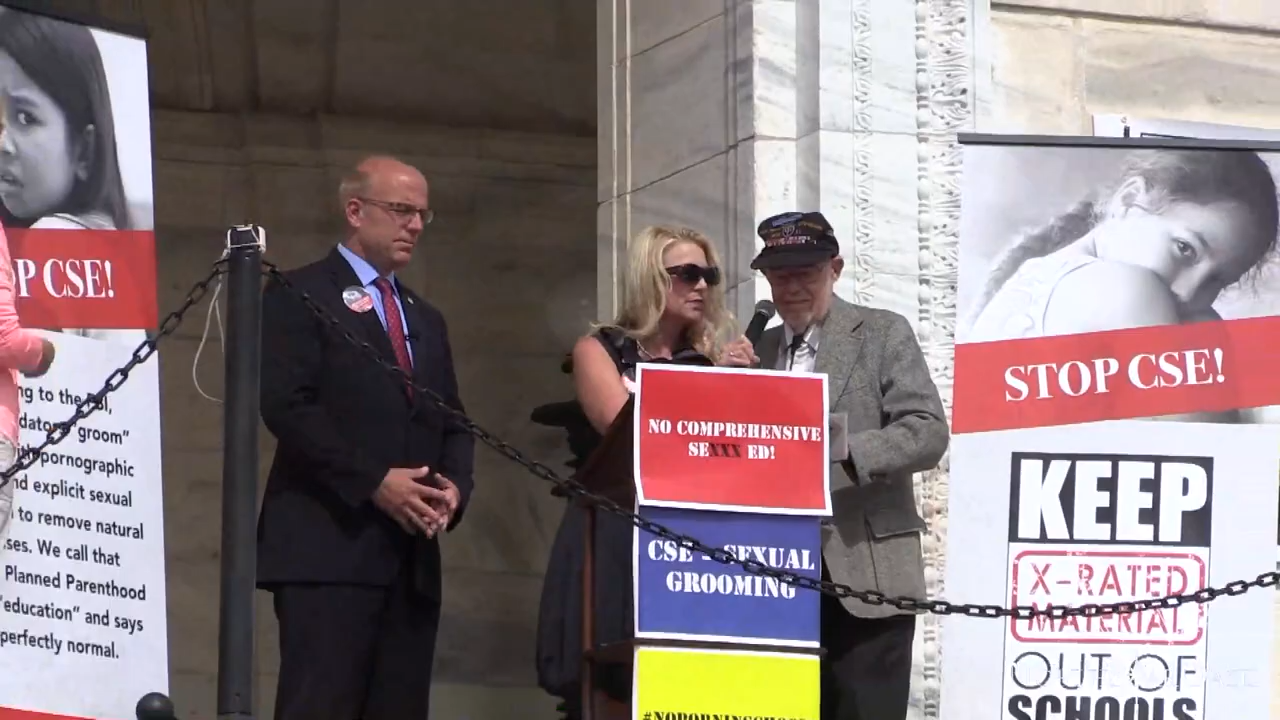 P CSE!
ng to the FBI,
groom"
pornographic
nd explicit sexual
to remove natural
ses. We call that
Planned Parenthood
"education" and says
perfectly normal.
NO COMPREHENSIVE
SEXXX ED!
CSE = SEXUAL
GROOMING
#NOPORNINSCHOOL
STOP CSE!
KEEP
X-RATED
MATERIAL
OUT OF
SCHOOLS